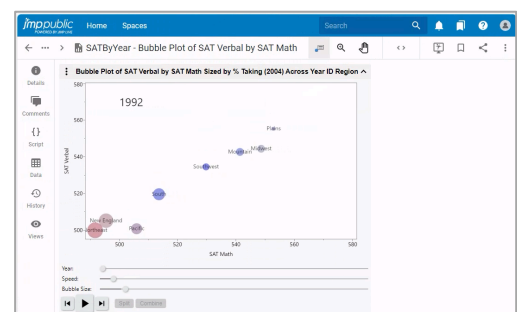 jmp public Home Spaces Search
POWERED BY JMP LIVE
SATByYear - Bubble Plot of SAT Verbal by SAT Math
Details
Comments
Script
Data
History
Views
Bubble Plot of SAT Verbal by SAT Math Sized by % Taking (2004) Across Year ID Region
1992
580
560
540
520
500
SAT Verbal
Plains
Mountain
Midwest
Southwest
South
New England
Northeast
Pacific
500 520 540 560 580
SAT Math
Year:
Speed:
Bubble Size:
Split Combine